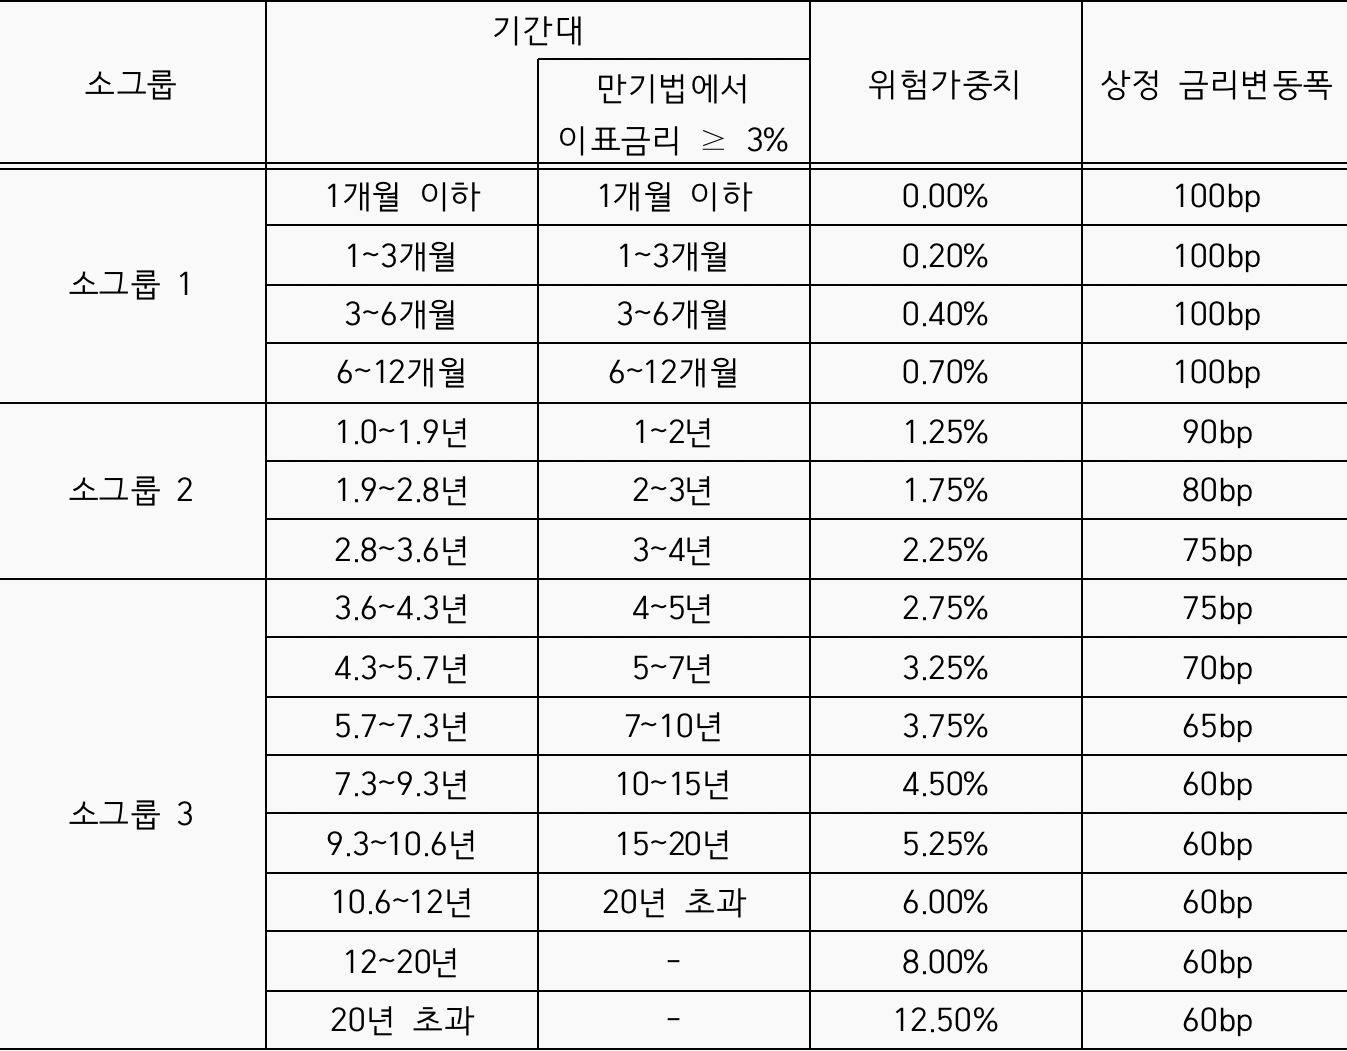 소그룹 기간대 위험가중치 상정 금리변동폭
만기법에서
이표금리 ≥ 3%
소그룹 1
1개월 이하 1개월 이하 0.00% 100bp
1~3개월 1~3개월 0.20% 100bp
3~6개월 3~6개월 0.40% 100bp
6~12개월 6~12개월 0.70% 100bp
소그룹 2
1.0~1.9년 1~2년 1.25% 90bp
1.9~2.8년 2~3년 1.75% 80bp
2.8~3.6년 3~4년 2.25% 75bp
소그룹 3
3.6~4.3년 4~5년 2.75% 75bp
4.3~5.7년 5~7년 3.25% 70bp
5.7~7.3년 7~10년 3.75% 65bp
7.3~9.3년 10~15년 4.50% 60bp
9.3~10.6년 15~20년 5.25% 60bp
10.6~12년 20년 초과 6.00% 60bp
12~20년 - 8.00% 60bp
20년 초과 - 12.50% 60bp